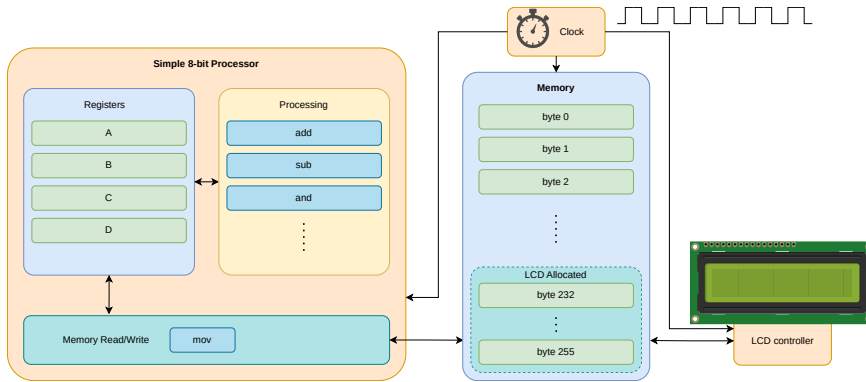 Clock
Simple 8-bit Processor
Registers
A
B
C
D
Processing
add
sub
and
Memory Read/Write
mov
Memory
byte 0
byte 1
byte 2
LCD Allocated
byte 232
byte 255
LCD controller